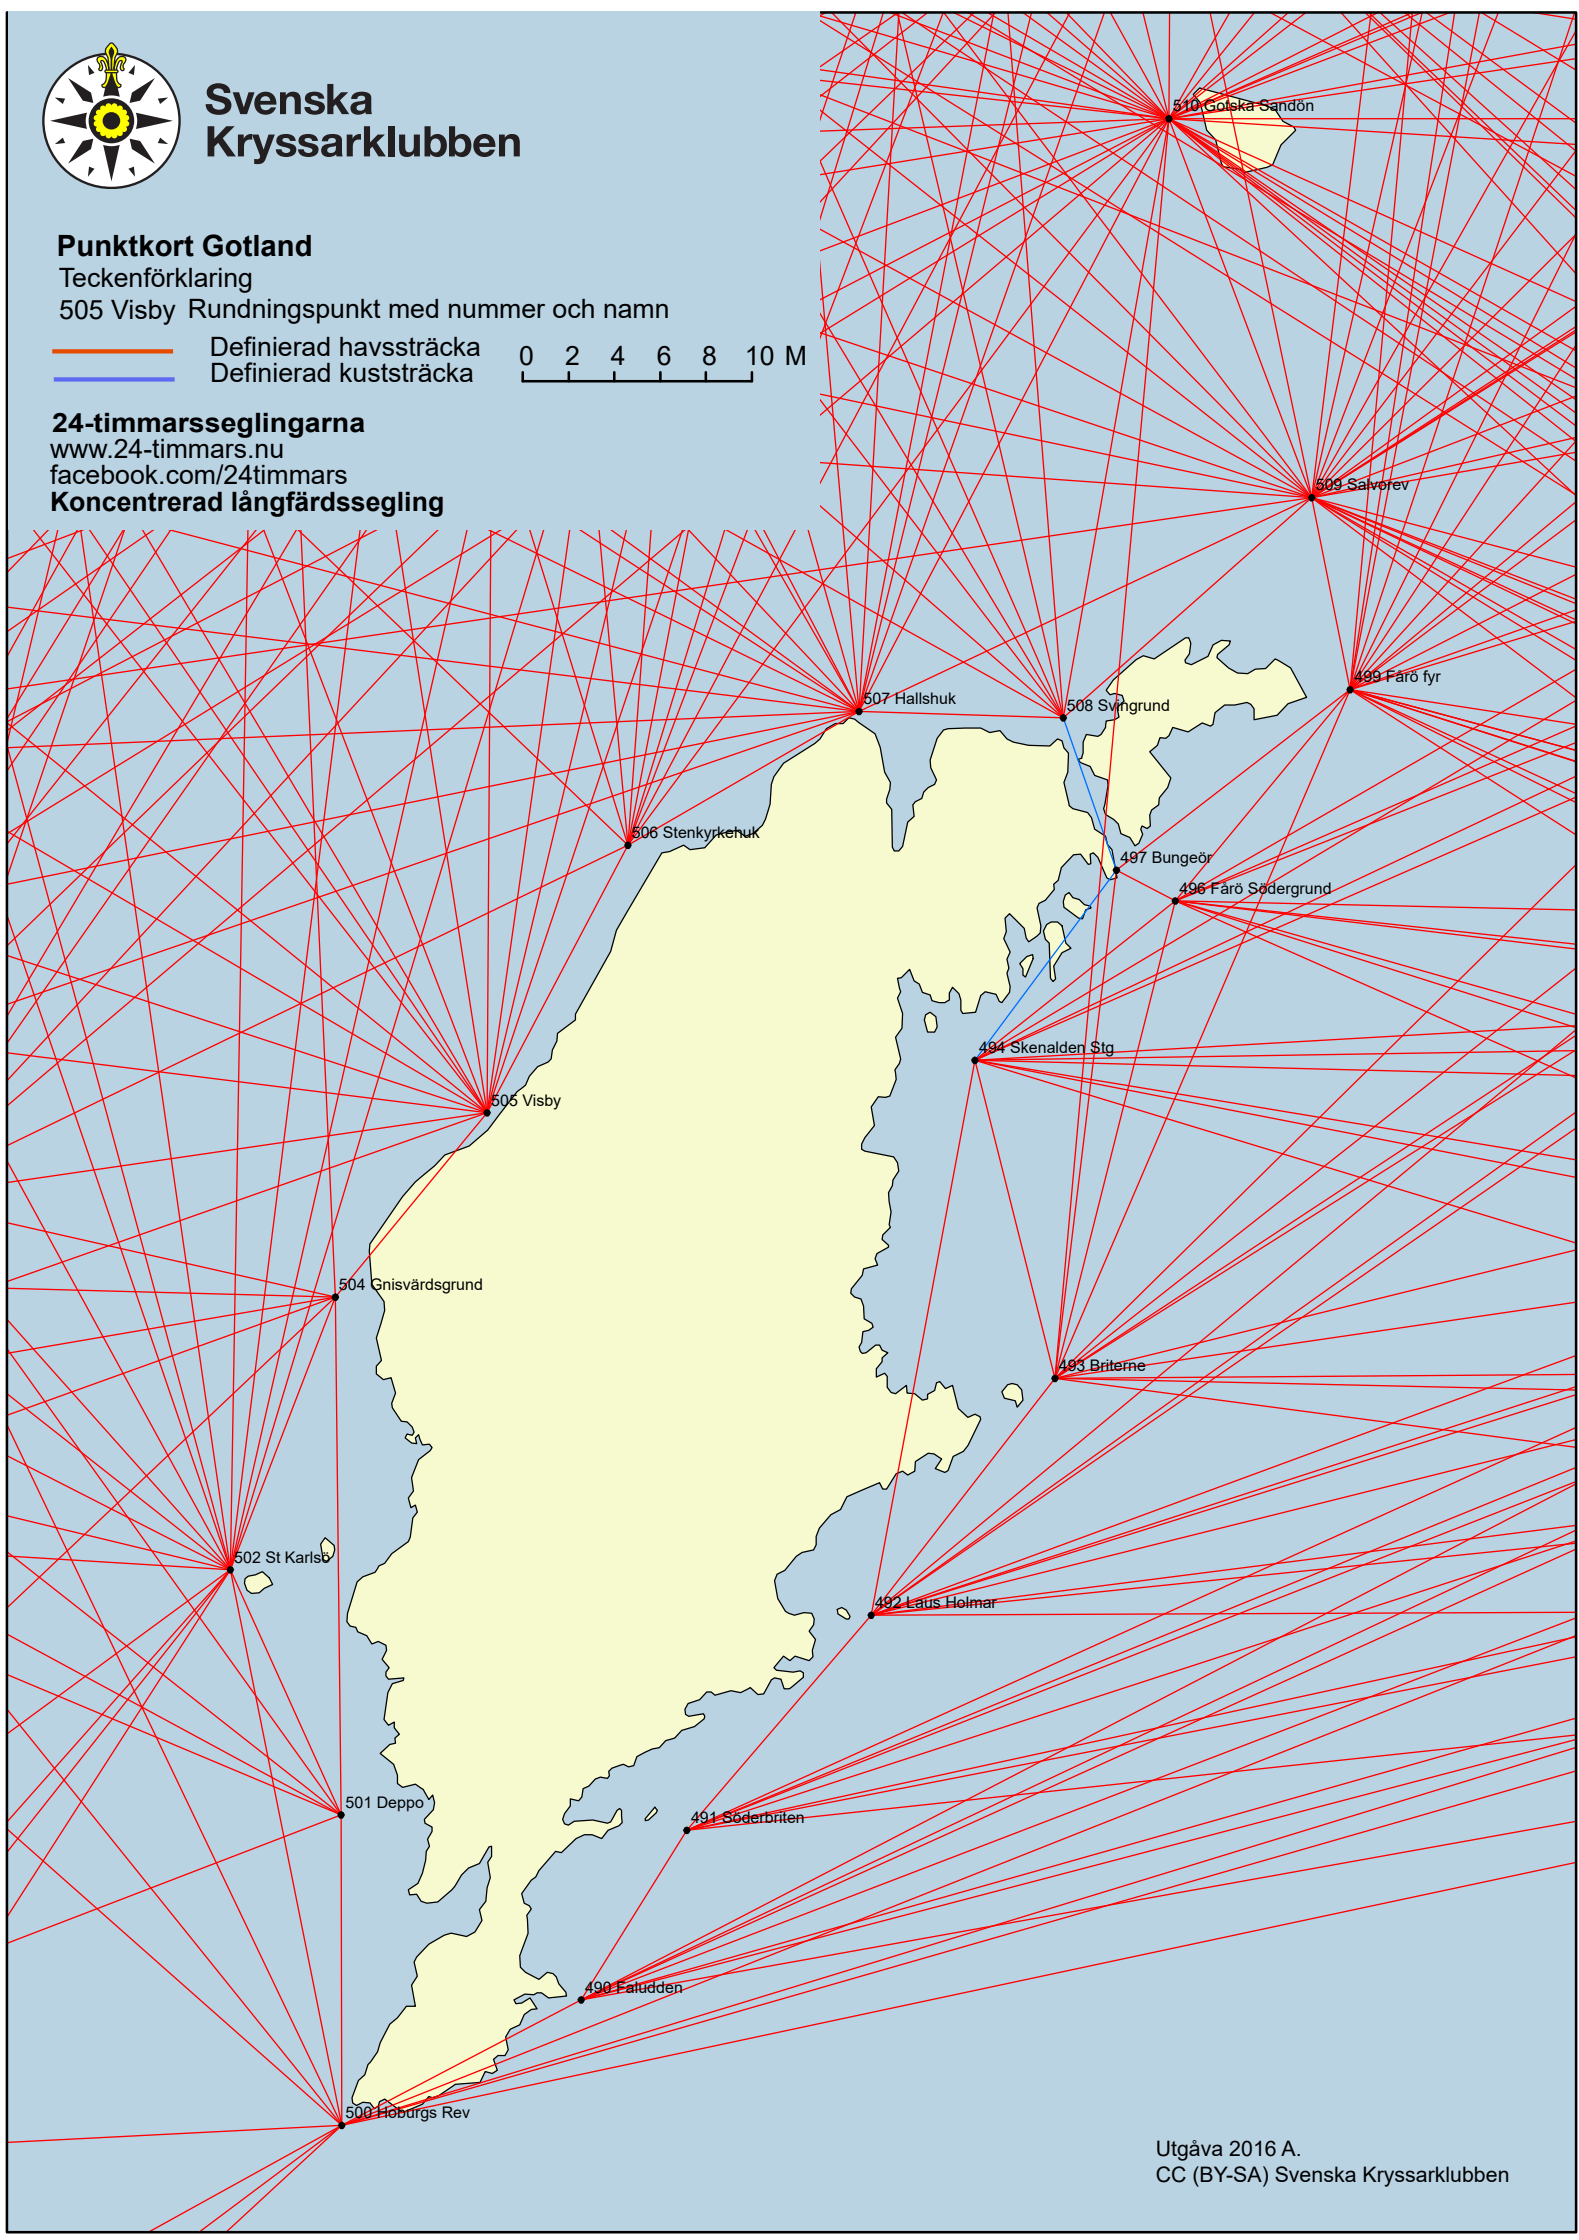 Svenska
Kryssarklubben
Punktkort Gotland
Teckenförklaring
505 Visby Rundningspunkt med nummer och namn
Definierad havssträcka
Definierad kuststräcka
0 2 4 6 8 10 M
24-timmarsseglingarna
www.24-timmars.nu
facebook.com/24timmars
Koncentrerad långfärdssegling
510 Gotska Sandön
509 Salvorev
499 Fårö fyr
507 Hallshuk
508 Svingrund
506 Stenkyrkehuk
497 Bungeör
496 Fårö Södergrund
494 Skenalden Stg
505 Visby
504 Gnisvärdsgrund
493 Briterne
502 St Karlsö
492 Laus Holmar
501 Deppo
491 Söderbriten
490 Faludden
500 Hoburgs Rev
Utgåva 2016 A.
CC (BY-SA) Svenska Kryssarklubben